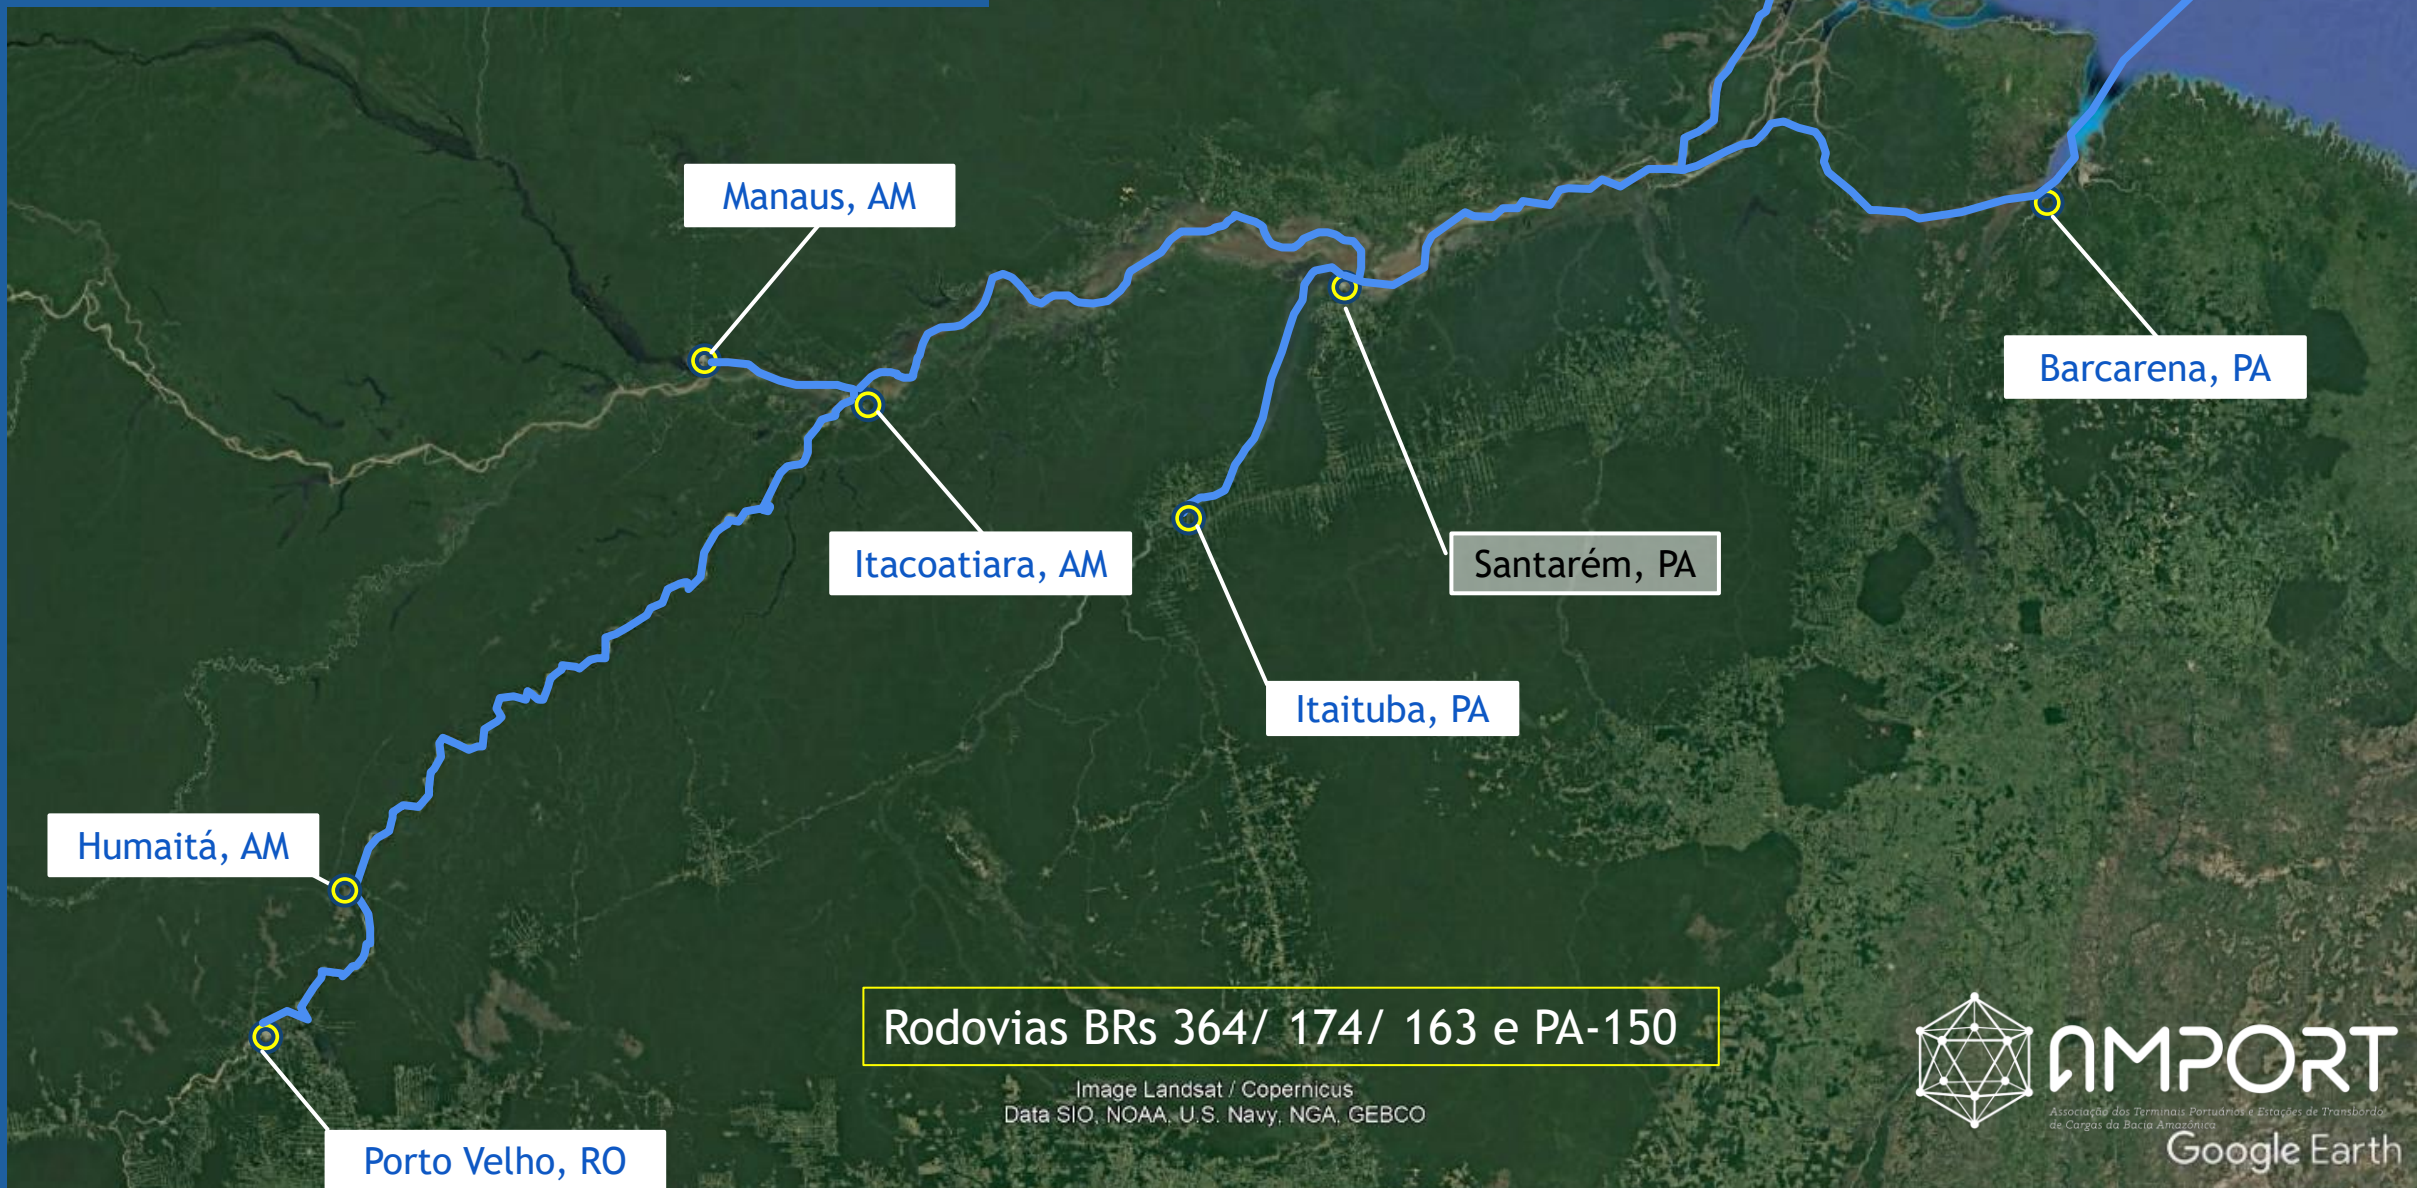 Manaus, AM
Barcarena, PA
Itacoatiara, AM
Santarém, PA
Itaituba, PA
Humaitá, AM
Rodovias BRs 364/ 174/ 163 e PA-150
AMPORT
Associação dos Terminais Portuários e Estações de Transbordo
de Cargas da Bacia Amazônica
Image Landsat / Copernicus
Data SIO, NOAA, U.S. Navy, NGA, GEBCO
Google Earth
Porto Velho, RO